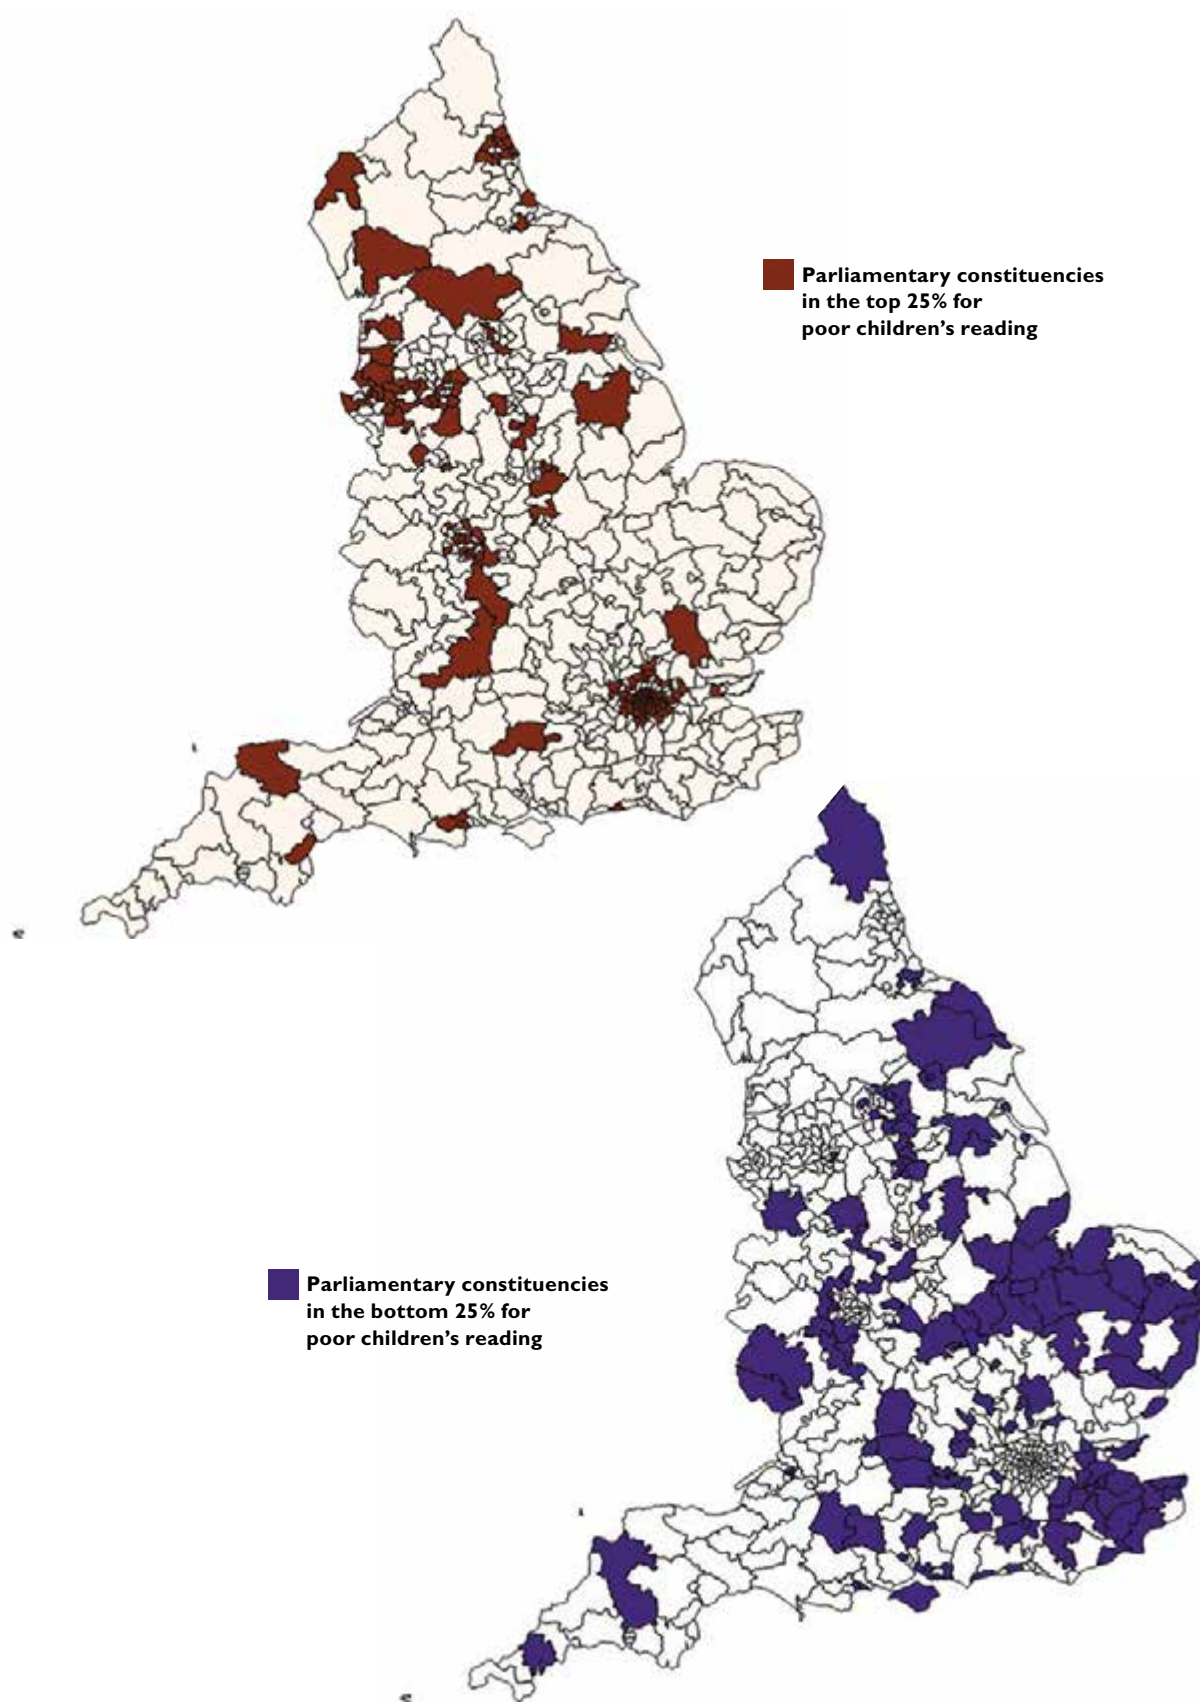 Parliamentary constituencies
in the top 25% for
poor children’s reading
Parliamentary constituencies
in the bottom 25% for
poor children’s reading